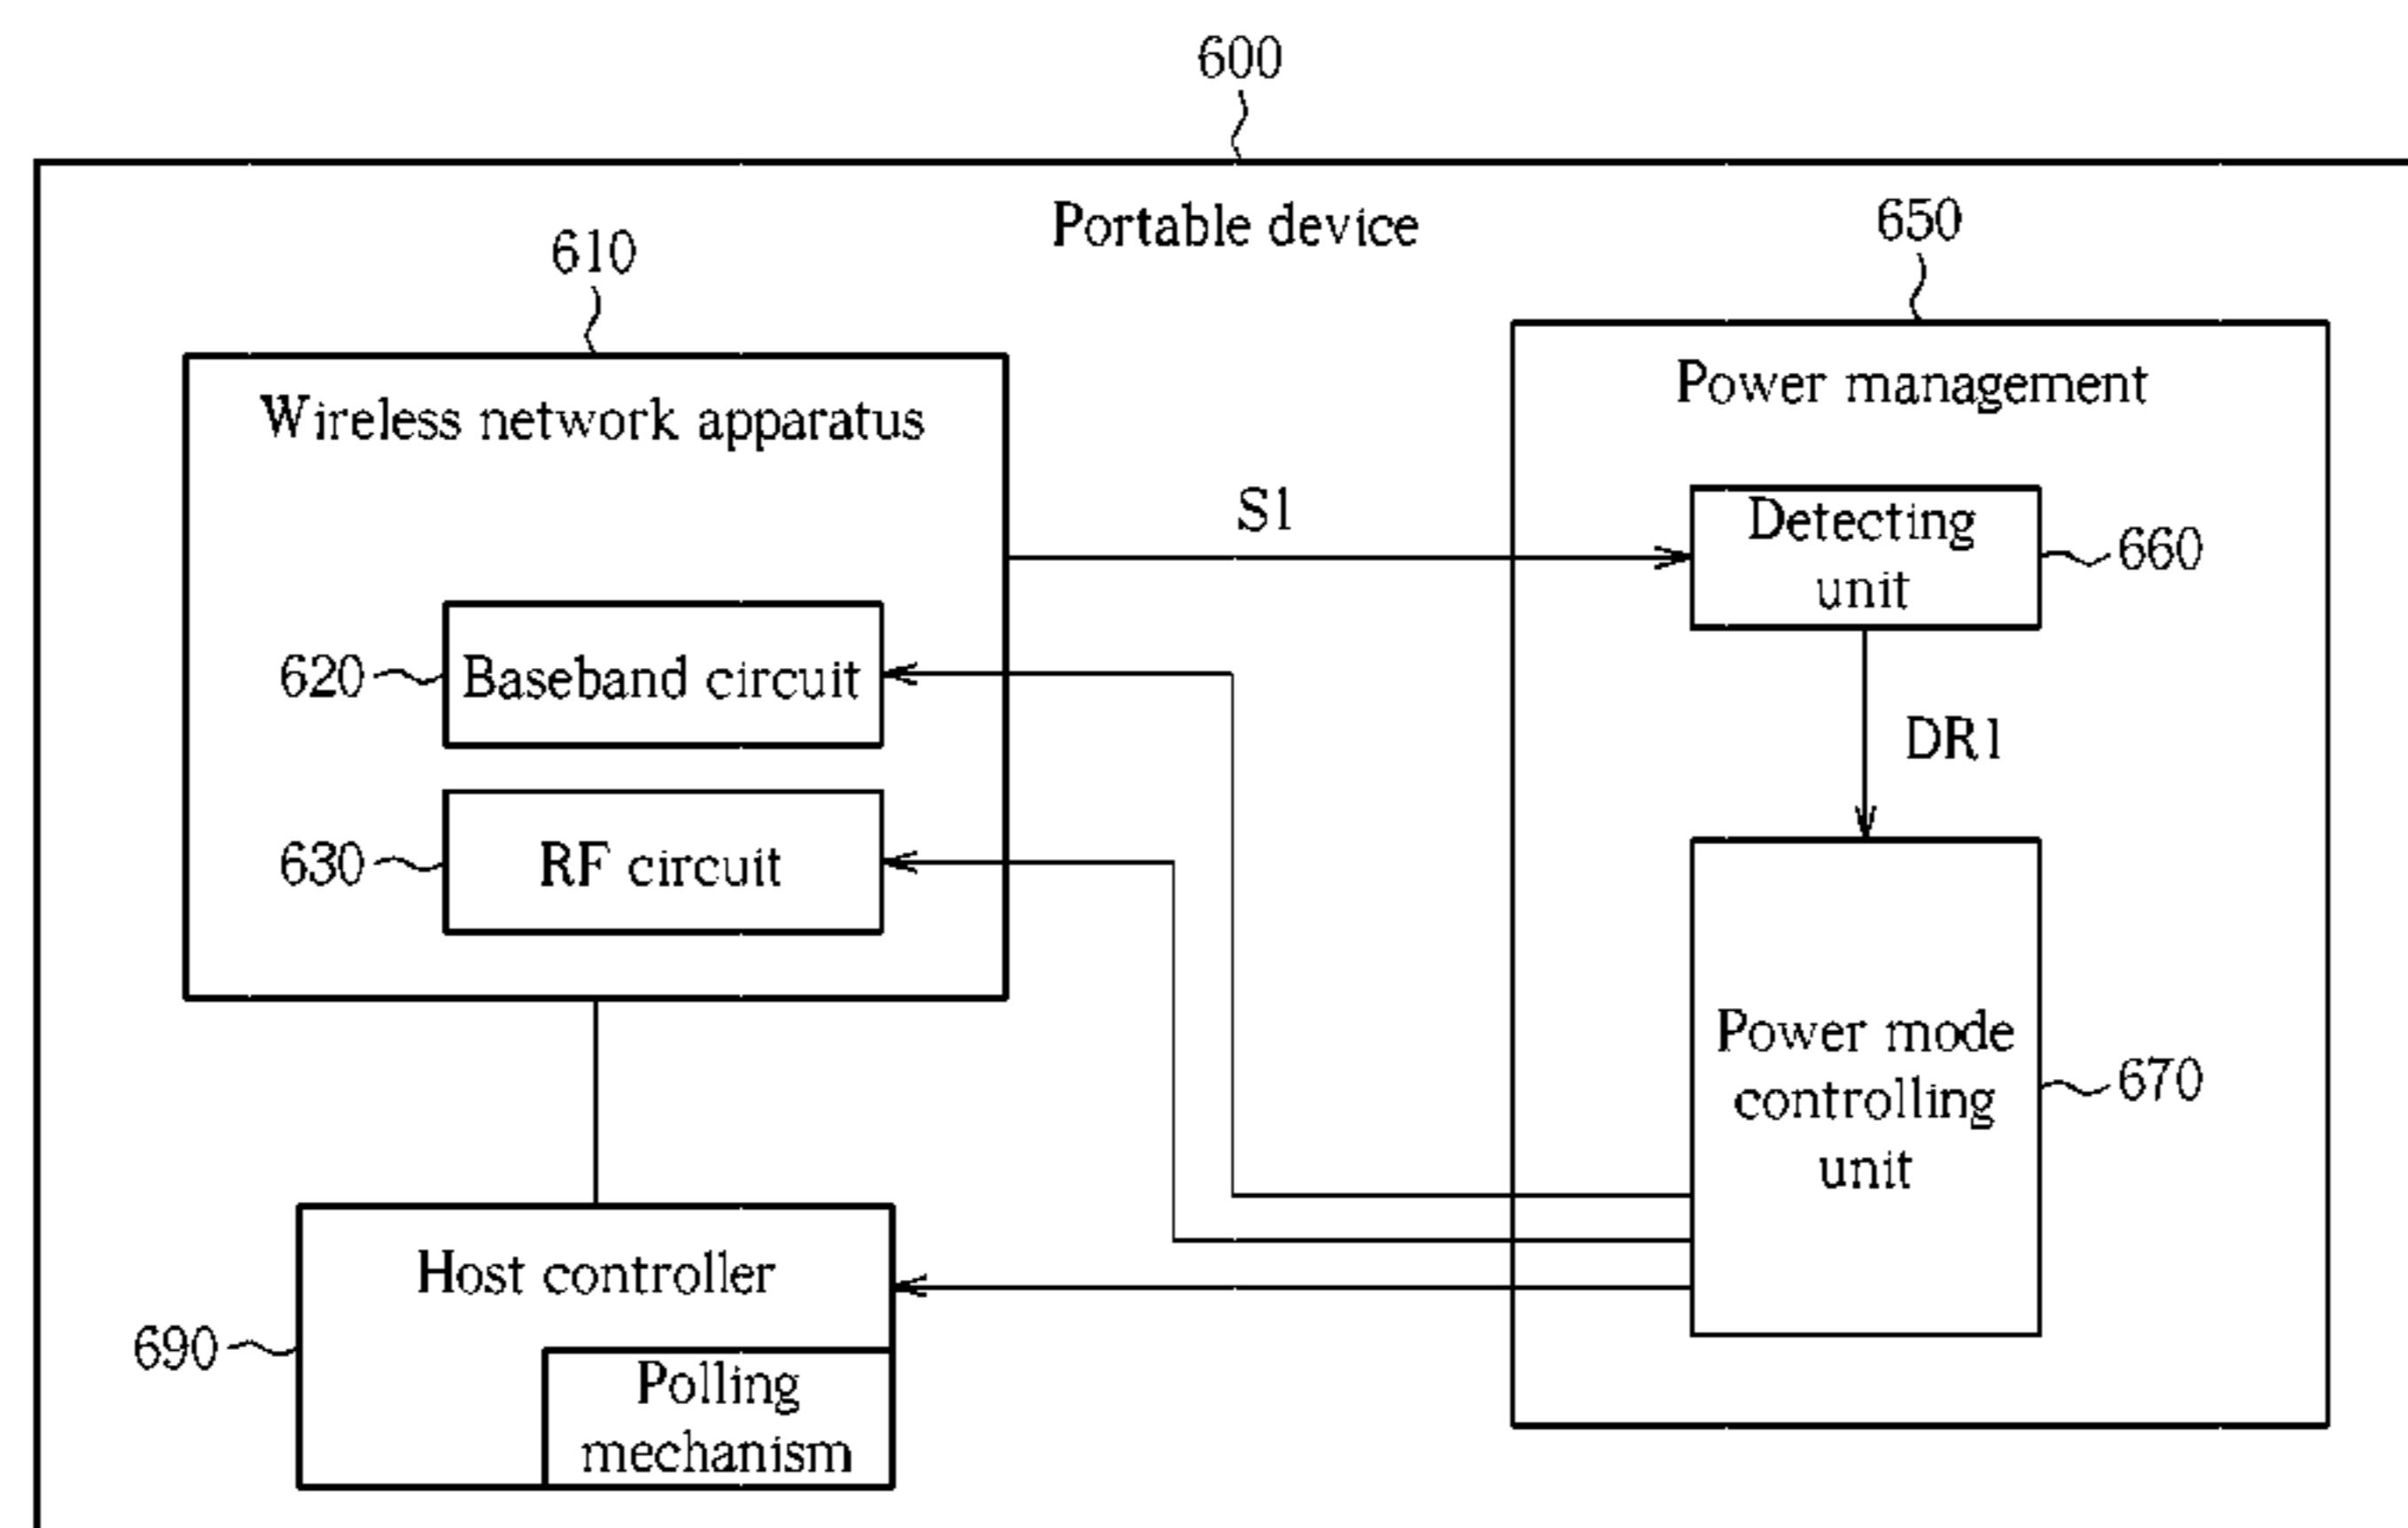 600
Portable device
610
650
Wireless network apparatus
Power management
S1
Detecting
unit
660
620
Baseband circuit
DR1
630
RF circuit
Power mode
controlling
unit
670
Host controller
690
Polling
mechanism